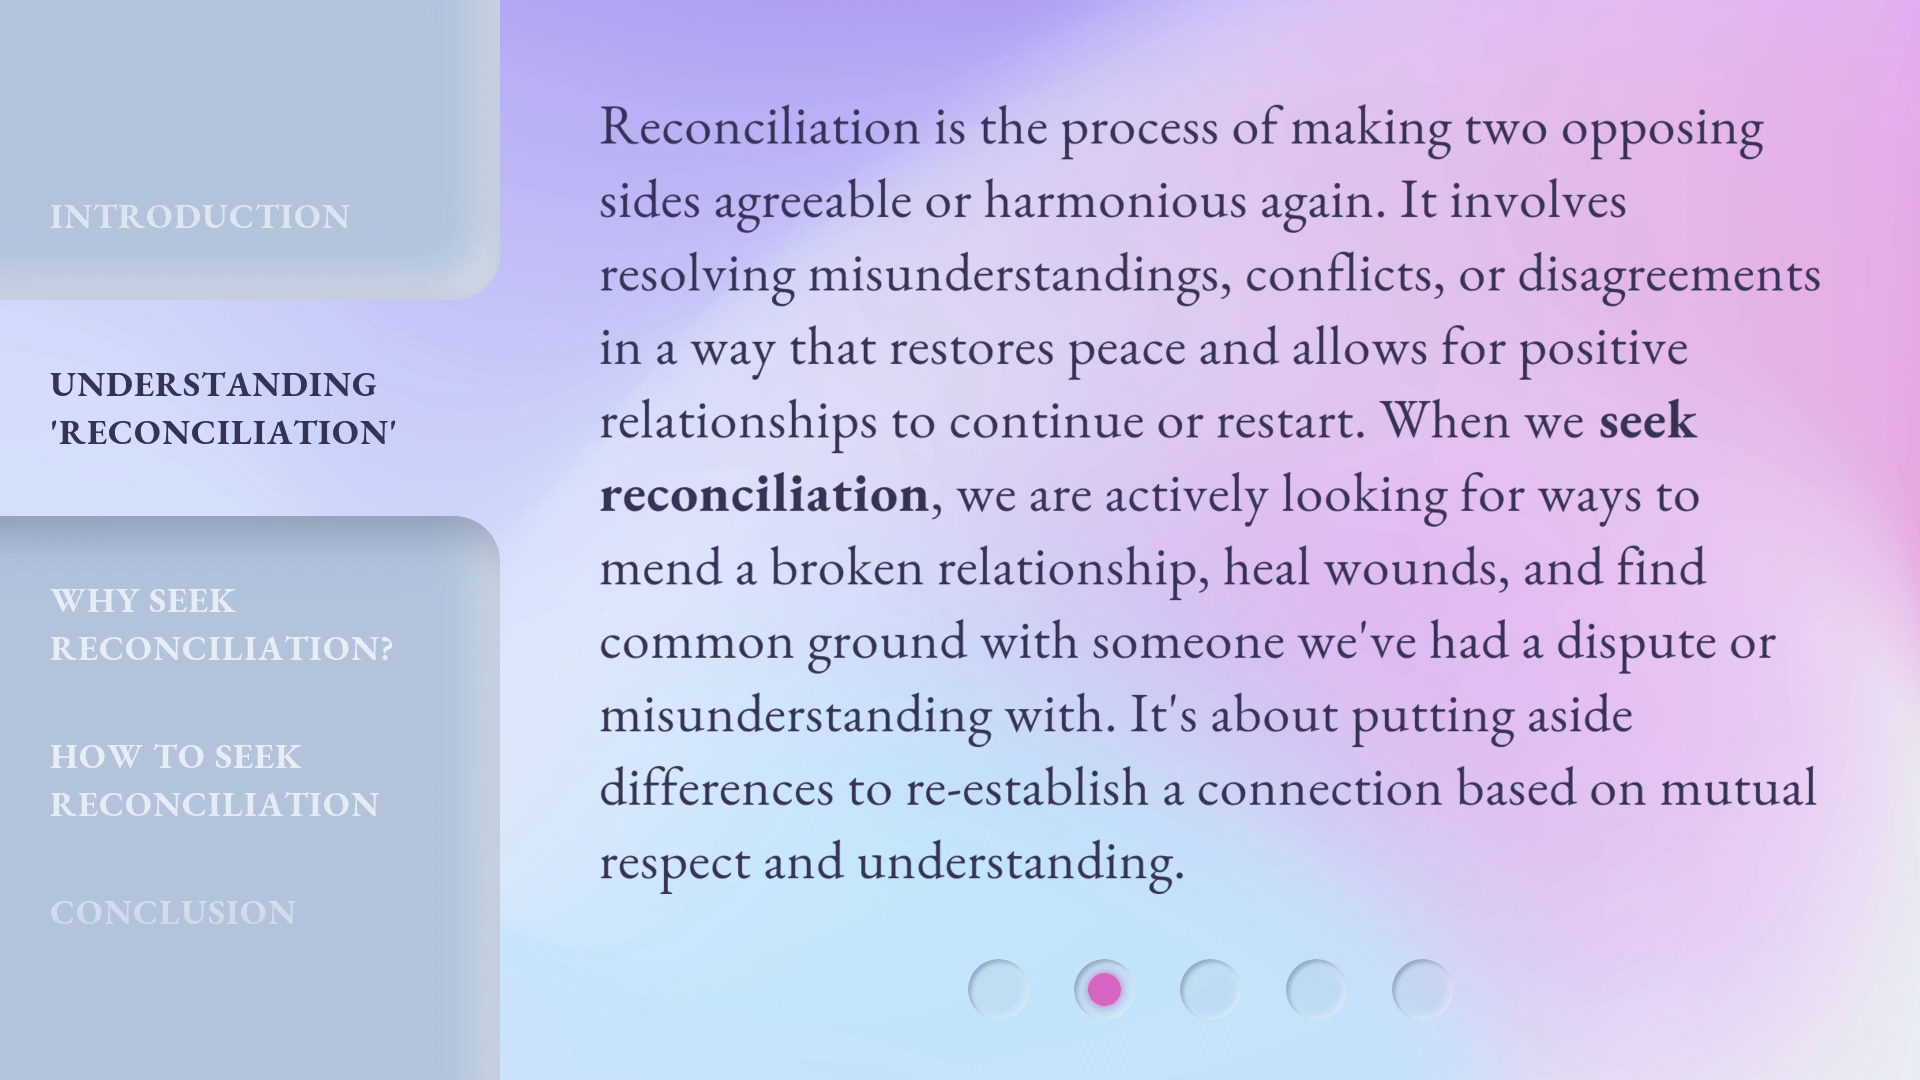 INTRODUCTION
UNDERSTANDING
'RECONCILIATION'
WHY SEEK
RECONCILIATION?
HOW TO SEEK
RECONCILIATION
CONCLUSION
Reconciliation is the process of making two opposing
sides agreeable or harmonious again. It involves
resolving misunderstandings, conflicts, or disagreements
in a way that restores peace and allows for positive
relationships to continue or restart. When we seek
reconciliation, we are actively looking for ways to
mend a broken relationship, heal wounds, and find
common ground with someone we've had a dispute or
misunderstanding with. It's about putting aside
differences to re-establish a connection based on mutual
respect and understanding.